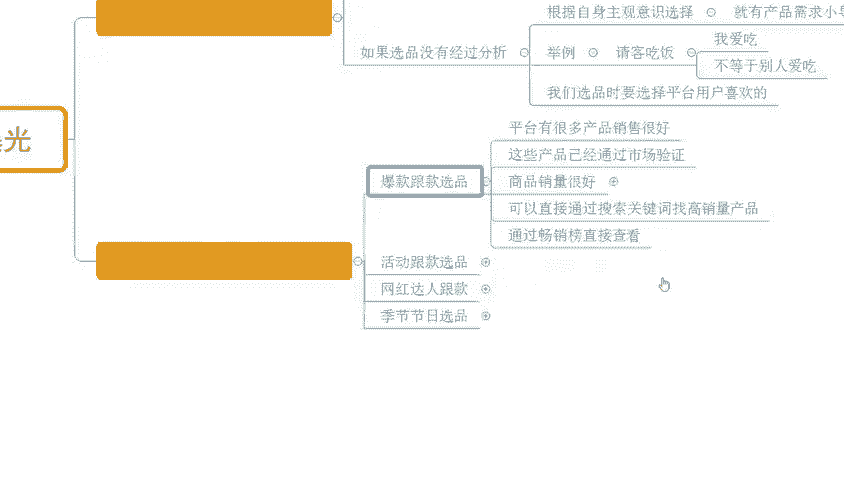 根据自身主观意识选择
就有产品需求小
如果选品没有经过分析
举例
请客吃饭
我爱吃
不等于别人爱吃
我们选品时要选择平台用户喜欢的
光
爆款跟款选品
平台有很多产品销售很好
这些产品已经通过市场验证
商品销量很好
可以直接通过搜索关键词找高销量产品
通过畅销榜直接查看
活动跟款选品
网红达人跟款
季节节日选品